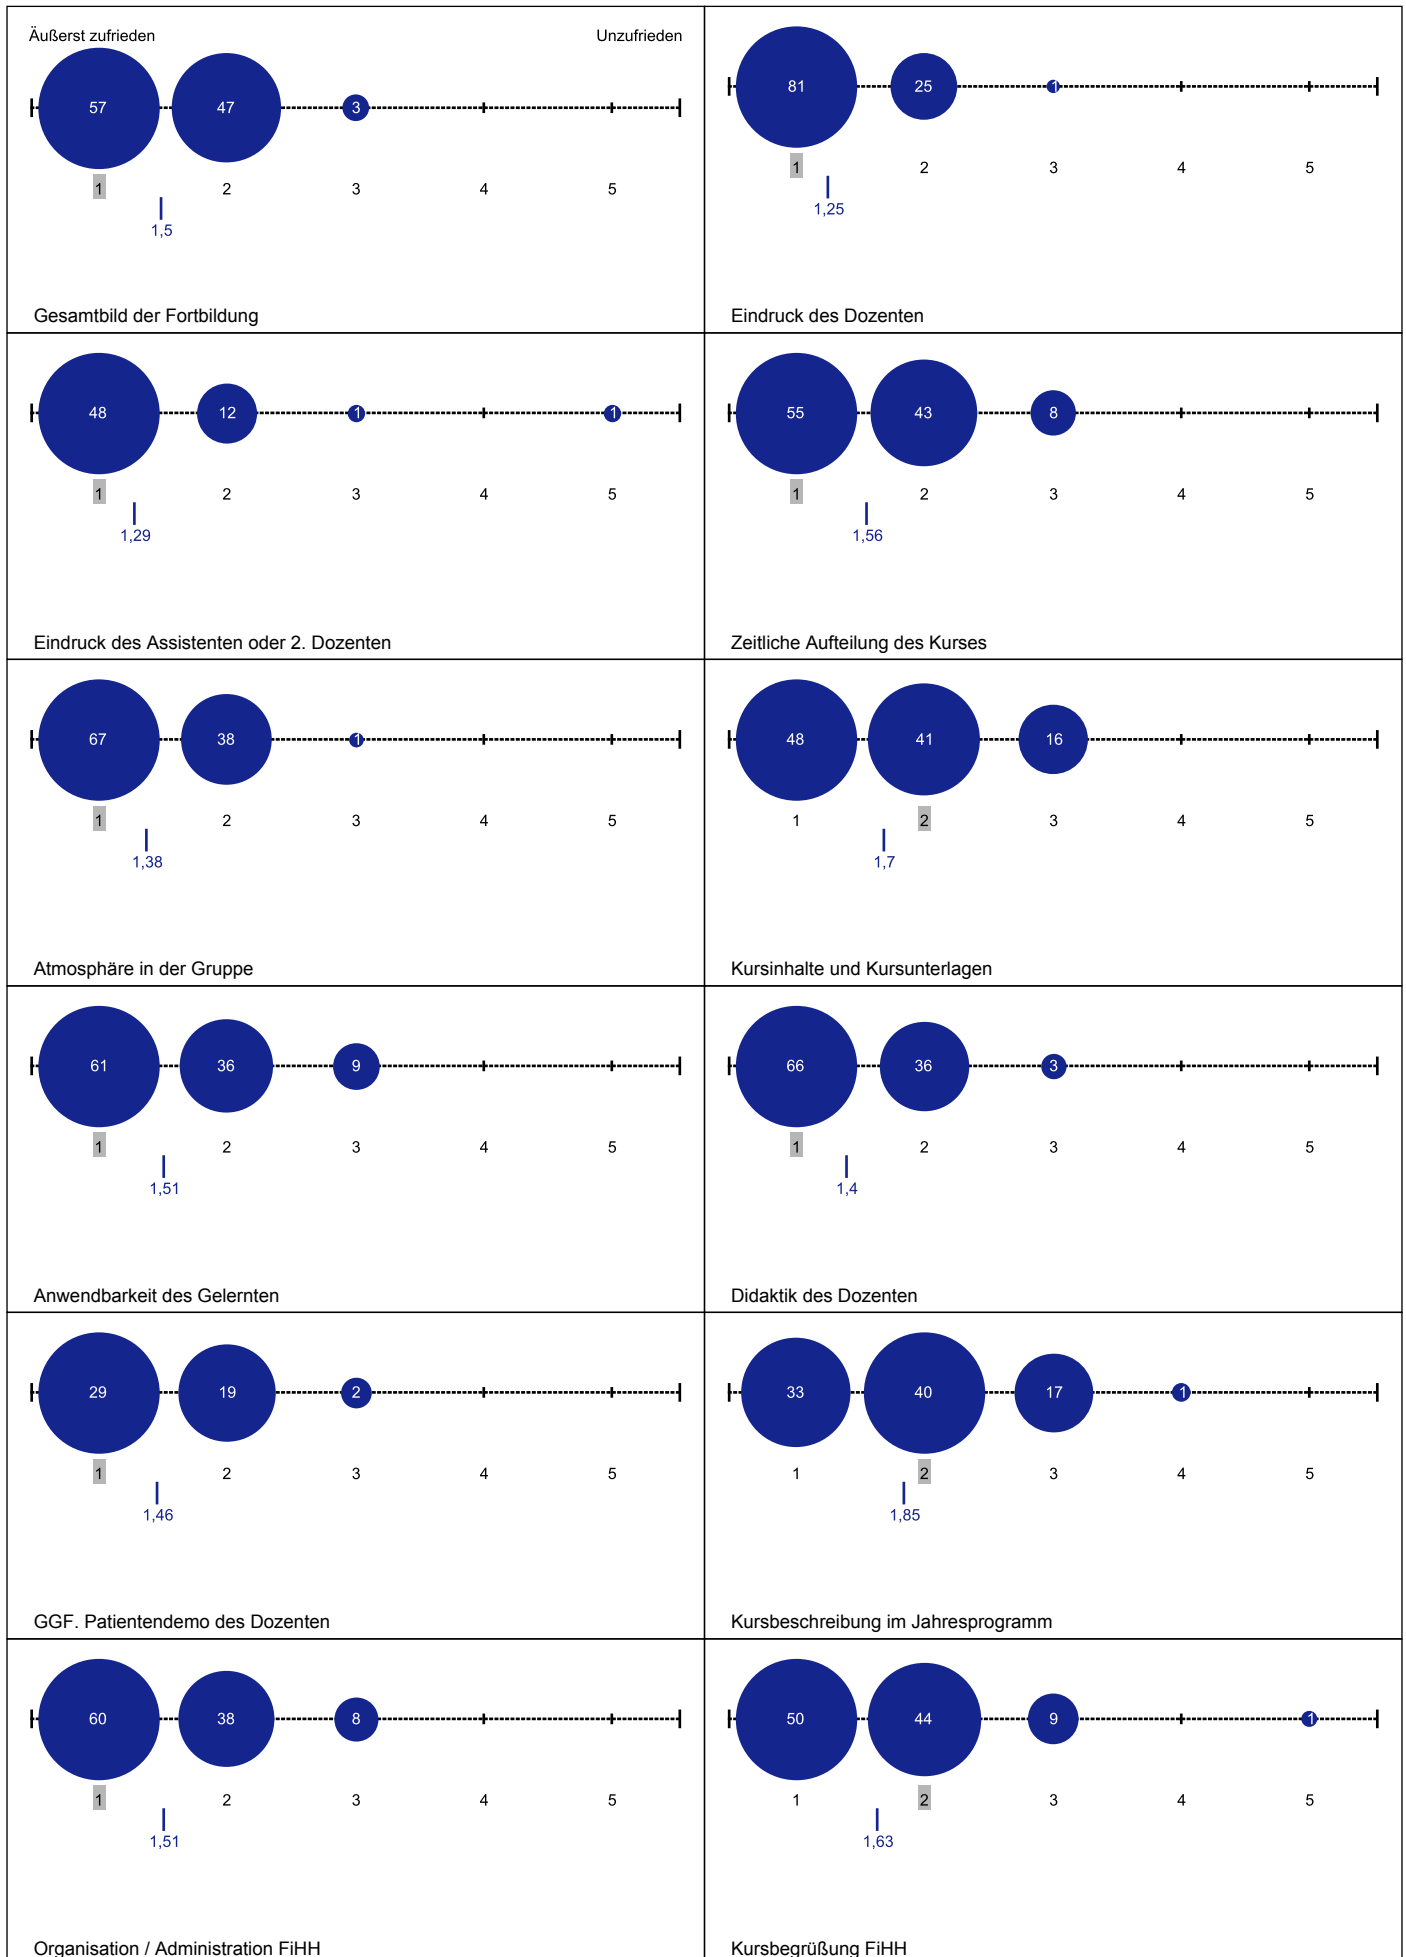 Äußerst zufrieden Unzufrieden
57 47 3
1 2 3 4 5
1,5
Gesamtbild der Fortbildung
81 25 1
1 2 3 4 5
1,25
Eindruck des Dozenten
48 12 1 1
1 2 3 4 5
1,29
Eindruck des Assistenten oder 2. Dozenten
55 43 8
1 2 3 4 5
1,56
Zeitliche Aufteilung des Kurses
67 38 1
1 2 3 4 5
1,38
Atmosphäre in der Gruppe
48 41 16
1 2 3 4 5
1,7
Kursinhalte und Kursunterlagen
61 36 9
1 2 3 4 5
1,51
Anwendbarkeit des Gelernten
66 36 3
1 2 3 4 5
1,4
Didaktik des Dozenten
29 19 2
1 2 3 4 5
1,46
GGF. Patientendemo des Dozenten
33 40 17 1
1 2 3 4 5
1,85
Kursbeschreibung im Jahresprogramm
60 38 8
1 2 3 4 5
1,51
Organisation / Administration FiHH
50 44 9 1
1 2 3 4 5
1,63
Kursbegrüßung FiHH